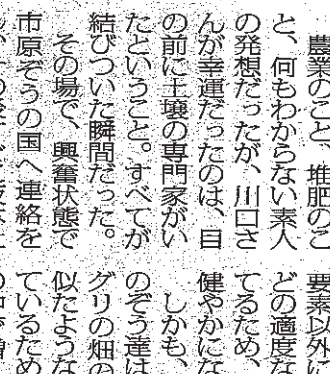 農業のこと、堆肥のこ
と、何もわからない素人
の発想だったが、川口さ
んが幸運だったのは、目
の前に土壌の専門家がい
たということ。すべてが
結びついた瞬間だった。
その場で、興奮状態で
市原ぞうの国へ連絡を
要素以外に
どの適度な
てるため、
健やかにな
しかも、
のぞう達は
グリの畑の
似たような
ているため